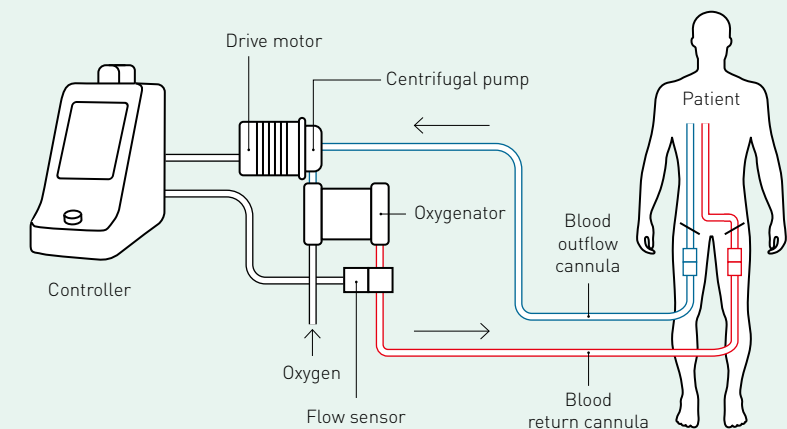 Drive motor
Centrifugal pump
Patient
Oxygenator
Blood
outflow
cannula
Controller
Oxygen
Flow sensor
Blood
return cannula